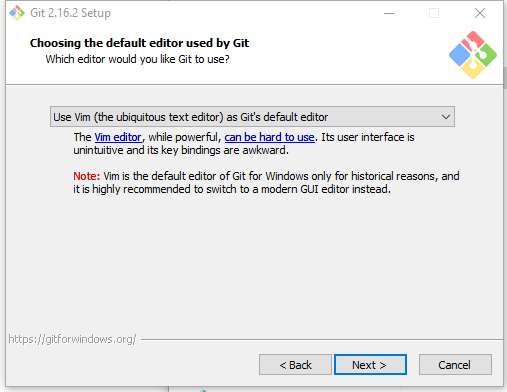 Git 2.16.2 Setup
Choosing the default editor used by Git
Which editor would you like Git to use?
Use Vim (the ubiquitous text editor) as Git's default editor
The Vim editor, while powerful, can be hard to use. Its user interface is
unintuitive and its key bindings are awkward.
Note: Vim is the default editor of Git for Windows only for historical reasons, and
it is highly recommended to switch to a modern GUI editor instead.
https://gitforwindows.org/
< Back
Next >
Cancel